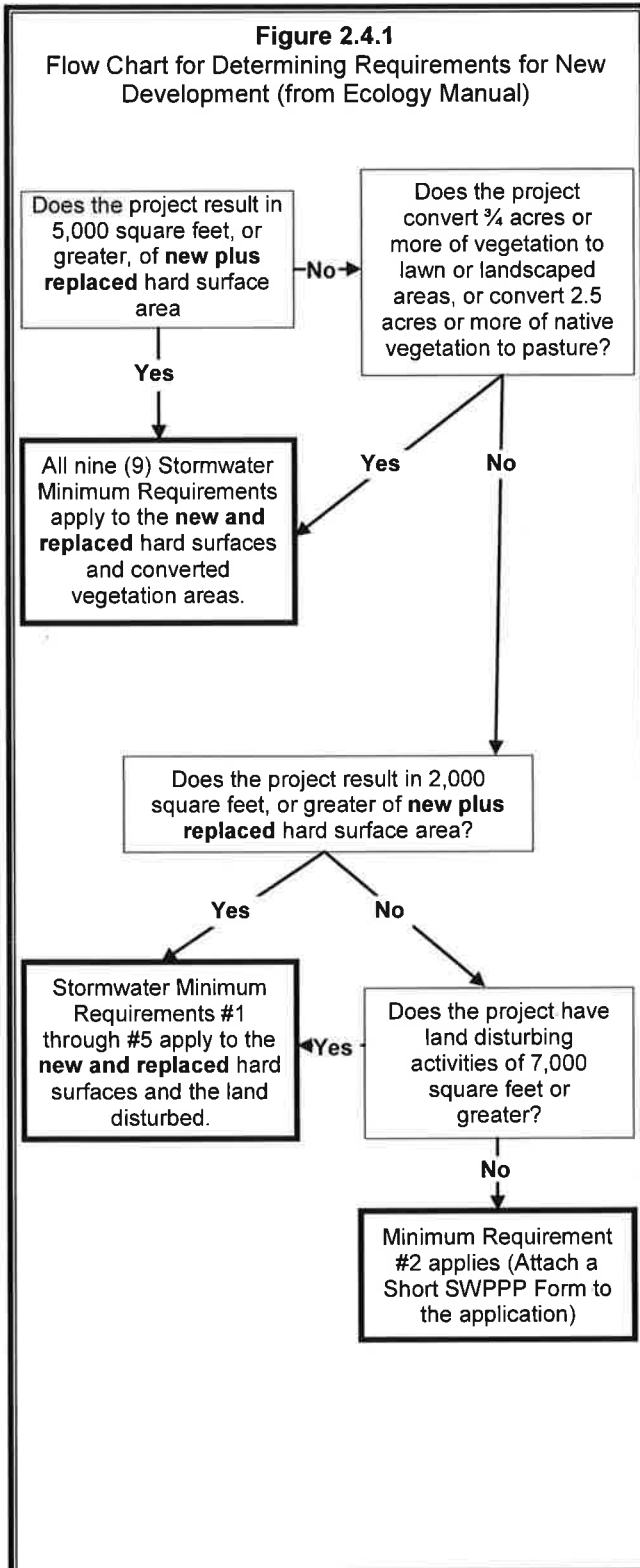 Figure 2.4.1
Flow Chart for Determining Requirements for New
Development (from Ecology Manual)
Does the project result in
5,000 square feet, or
greater, of new plus
replaced hard surface
area
No
Does the project
convert ¾ acres or
more of vegetation to
lawn or landscaped
areas, or convert 2.5
acres or more of native
vegetation to pasture?
Yes
All nine (9) Stormwater
Minimum Requirements
apply to the new and
replaced hard surfaces
and converted
vegetation areas.
Yes
No
Does the project result in 2,000
square feet, or greater of new plus
replaced hard surface area?
Yes
No
Stormwater Minimum
Requirements #1
through #5 apply to the
new and replaced hard
surfaces and the land
disturbed.
Yes
Does the project have
land disturbing
activities of 7,000
square feet or
greater?
No
Minimum Requirement
#2 applies (Attach a
Short SWPPP Form to
the application)